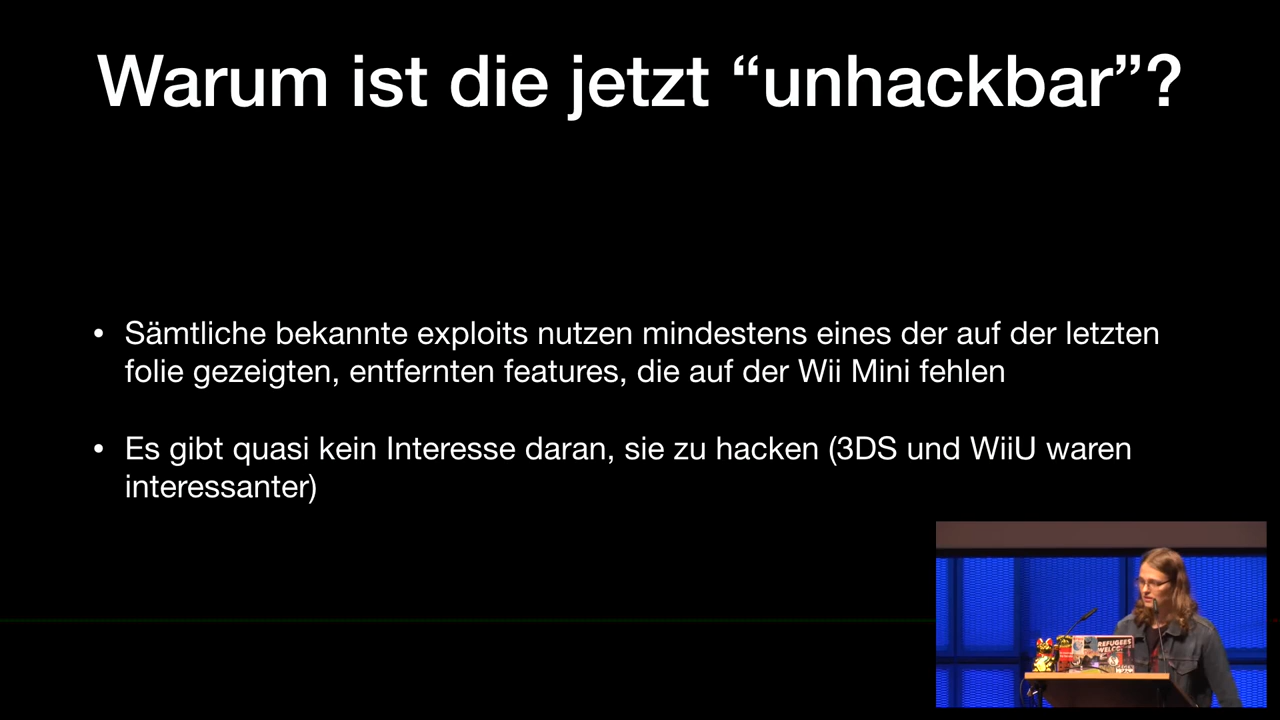 Warum ist die jetzt “unhackbar”?
• Sämtliche bekannte exploits nutzen mindestens eines der auf der letzten
folie gezeigten, entfernten features, die auf der Wii Mini fehlen
• Es gibt quasi kein Interesse daran, sie zu hacken (3DS und WiiU waren
interessanter)
REFUGEES